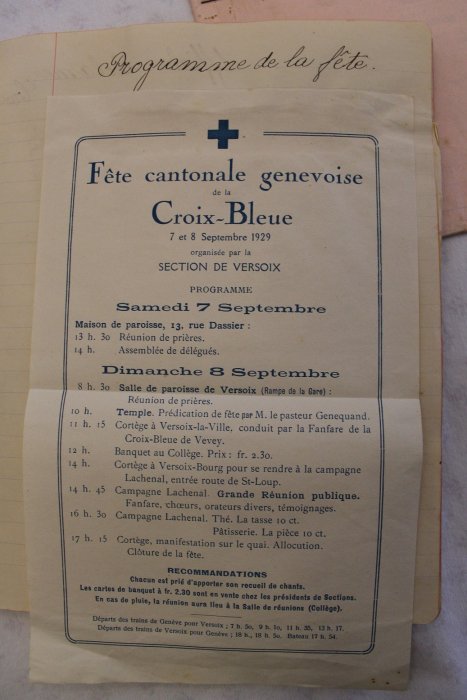 Programme de la fête.
Fête cantonale genevoise
de la
Croix-Bleue
7 et 8 Septembre 1929
organisée par la
SECTION DE VERSOIX
PROGRAMME
Samedi 7 Septembre
Maison de paroisse, 13, rue Dassier :
13 h. 30 Réunion de prières.
14 h. Assemblée de délégués.
Dimanche 8 Septembre
8 h. 30 Salle de paroisse de Versoix (Rampe de la Gare) :
Réunion de prières.
10 h. Temple. Prédication de fête par M. le pasteur Genequand.
11 h. 15 Cortège à Versoix-la-Ville, conduit par la Fanfare de la
Croix-Bleue de Vevey.
12 h. Banquet au Collège. Prix : fr. 2.30.
14 h. Cortège à Versoix-Bourg pour se rendre à la campagne
Lachenal, entrée route de St-Loup.
14 h. 45 Campagne Lachenal. Grande Réunion publique.
Fanfare, chœurs, orateurs divers, témoignages.
16 h. 30 Campagne Lachenal. Thé. La tasse 10 ct.
Pâtisserie. La pièce 10 ct.
17 h. 15 Cortège, manifestation sur le quai. Allocution.
Clôture de la fête.
RECOMMANDATIONS
Chacun est prié d'apporter son recueil de chants.
Les cartes de banquet à fr. 2.30 sont en vente chez les présidents de Sections.
En cas de pluie, la réunion aura lieu à la Salle de réunions (Collège).
Départs des trains de Genève pour Versoix ; 7 h. 50, 9 h. 10, 11 h. 35, 13 h. 17.
Départs des trains de Versoix pour Genève ; 18 h., 18 h. 50. Bateau 17 h. 54.